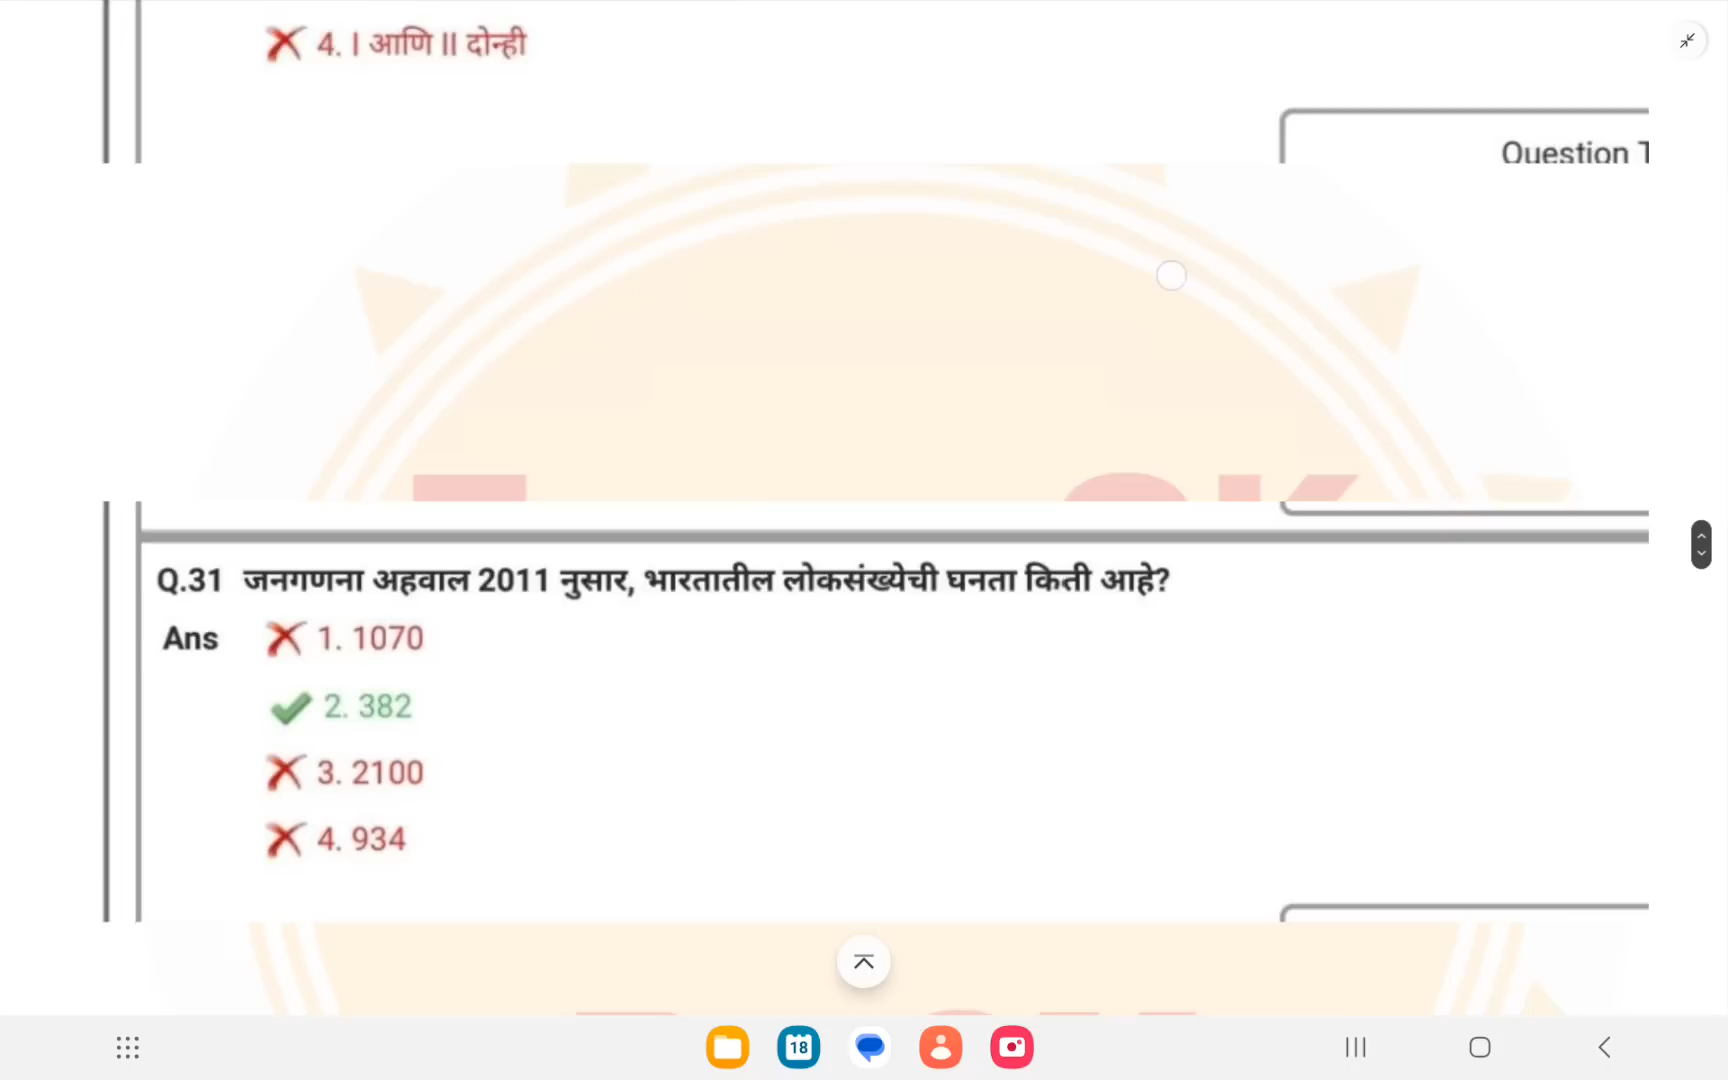 4. I आणि II दोन्ही
Question T
Q.31 जनगणना अहवाल 2011 नुसार, भारतातील लोकसंख्येची घनता किती आहे?
Ans 1. 1070
2. 382
3. 2100
4. 934
18